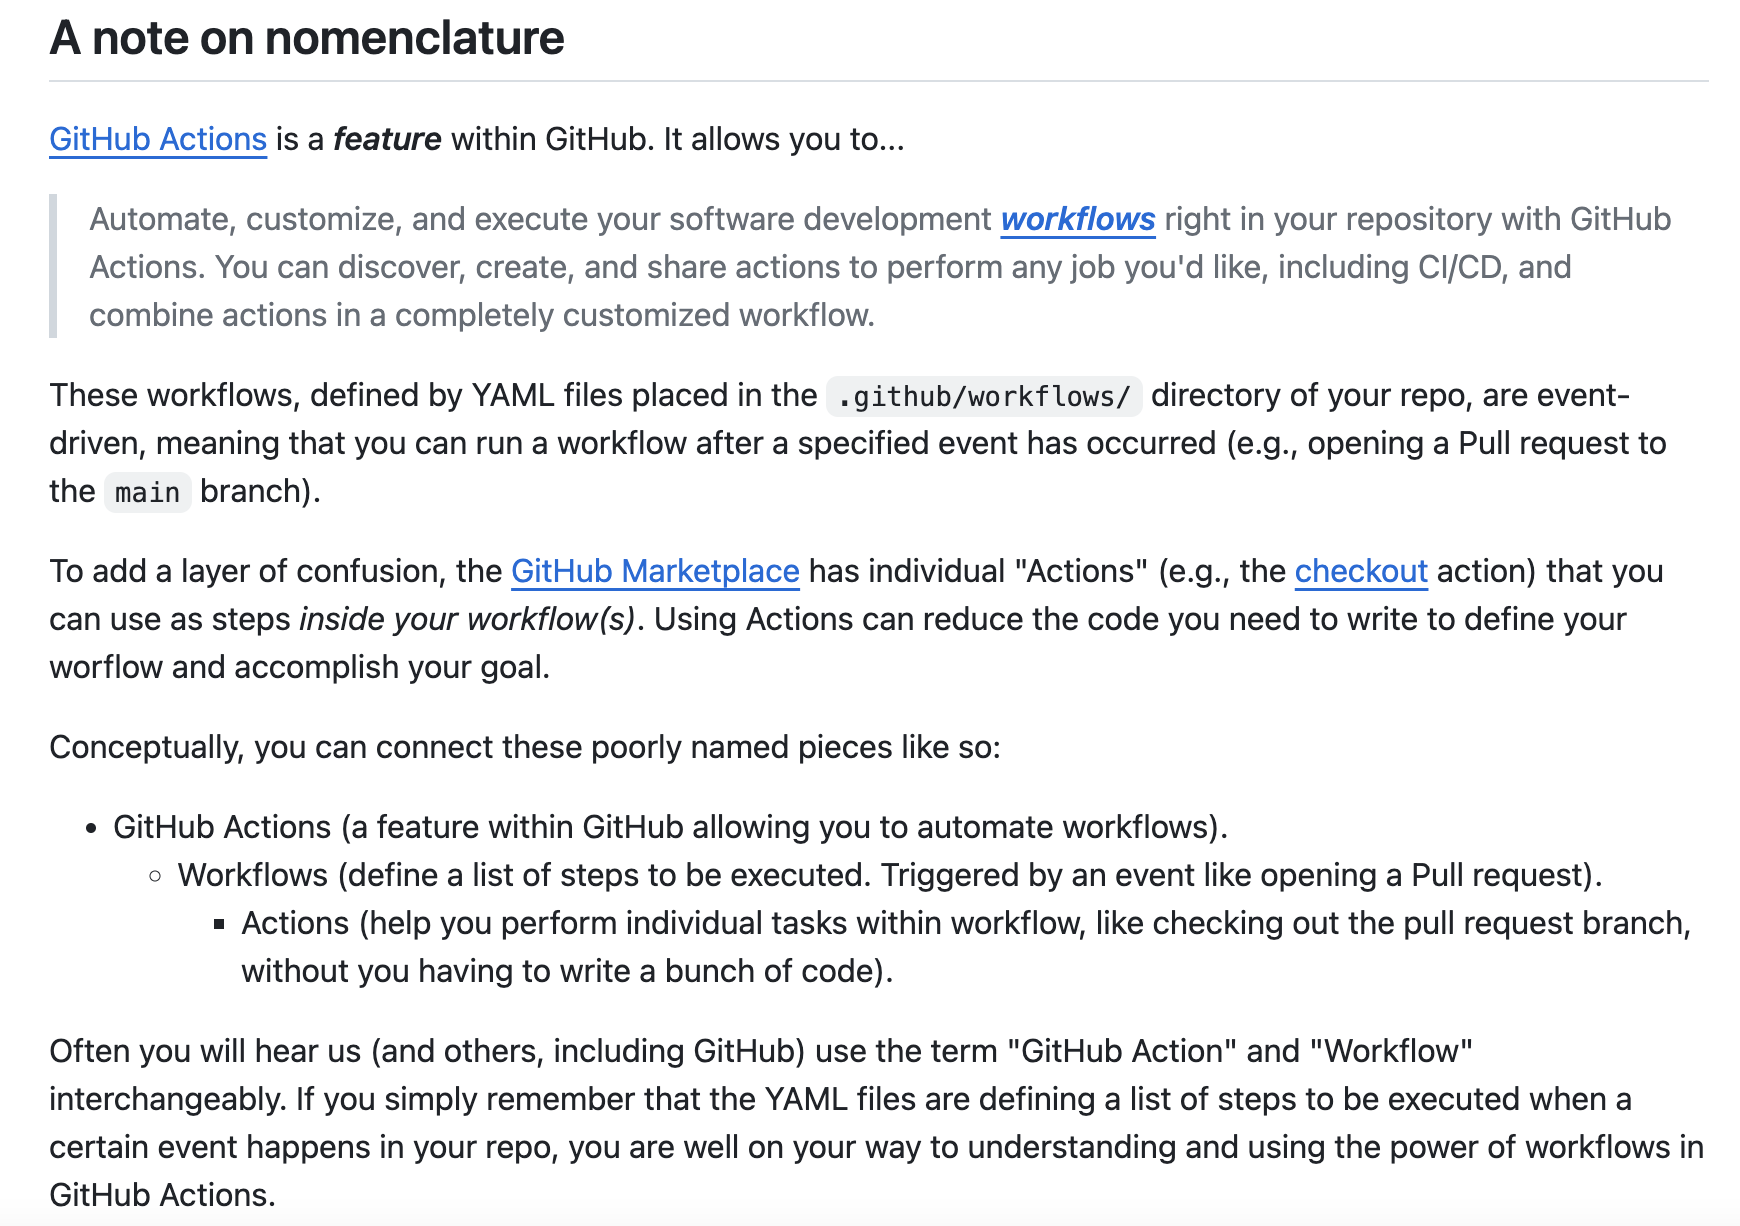 A note on nomenclature
GitHub Actions is a feature within GitHub. It allows you to...
Automate, customize, and execute your software development workflows right in your repository with GitHub
Actions. You can discover, create, and share actions to perform any job you'd like, including CI/CD, and
combine actions in a completely customized workflow.
These workflows, defined by YAML files placed in the .github/workflows/ directory of your repo, are event-
driven, meaning that you can run a workflow after a specified event has occurred (e.g., opening a Pull request to
the main branch).
To add a layer of confusion, the GitHub Marketplace has individual "Actions" (e.g., the checkout action) that you
can use as steps inside your workflow(s). Using Actions can reduce the code you need to write to define your
worflow and accomplish your goal.
Conceptually, you can connect these poorly named pieces like so:
• GitHub Actions (a feature within GitHub allowing you to automate workflows).
◦ Workflows (define a list of steps to be executed. Triggered by an event like opening a Pull request).
▪ Actions (help you perform individual tasks within workflow, like checking out the pull request branch,
without you having to write a bunch of code).
Often you will hear us (and others, including GitHub) use the term "GitHub Action" and "Workflow"
interchangeably. If you simply remember that the YAML files are defining a list of steps to be executed when a
certain event happens in your repo, you are well on your way to understanding and using the power of workflows in
GitHub Actions.